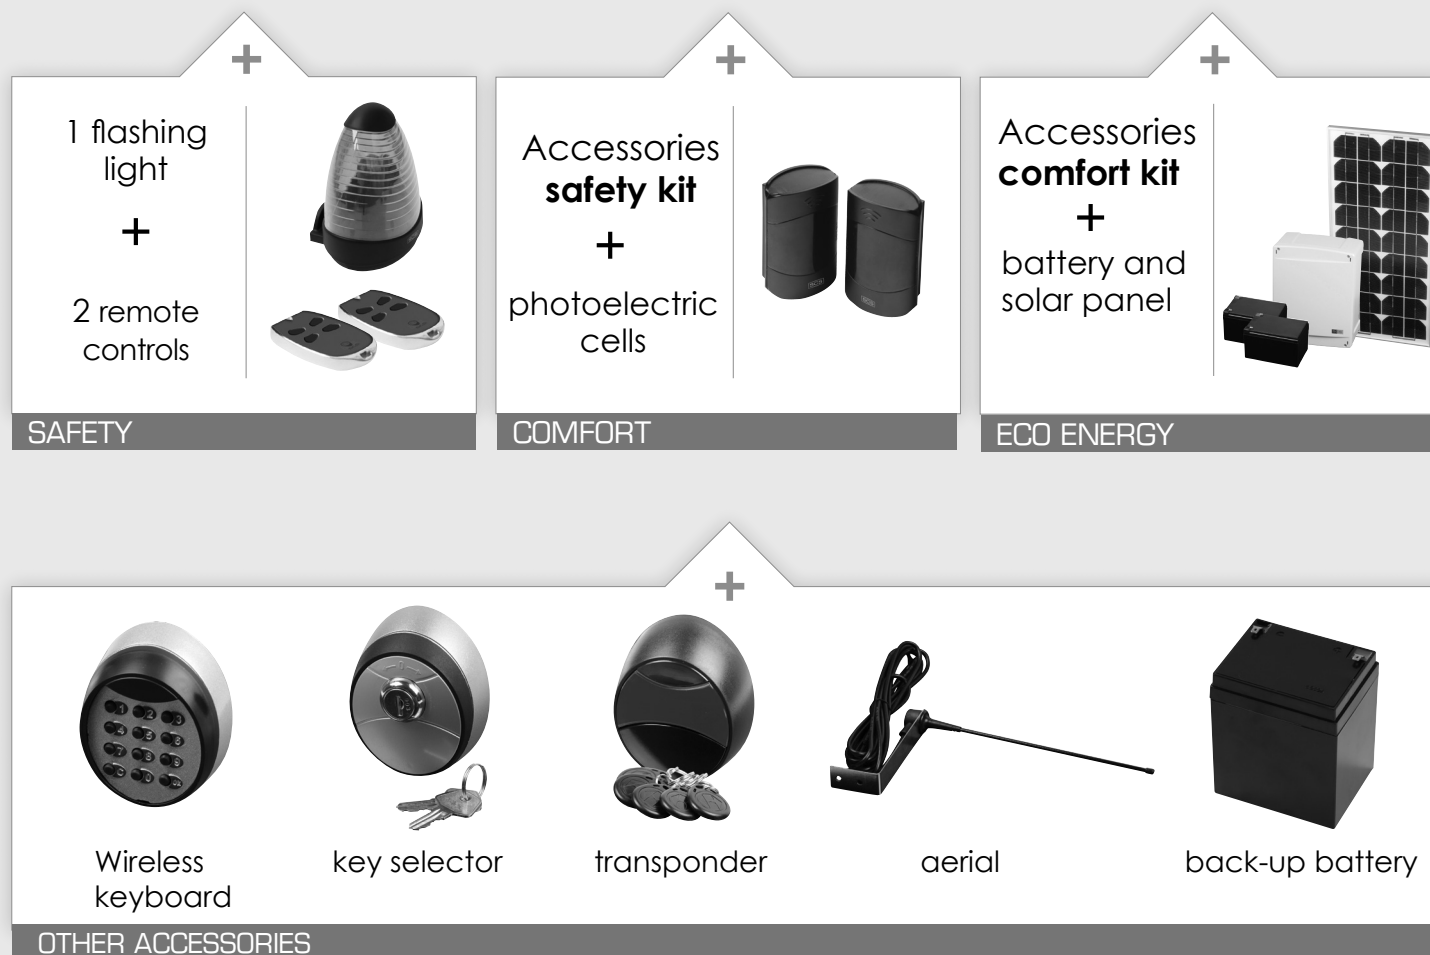 +
1 flashing
light
+
2 remote
controls
SAFETY
+
Accessories
safety kit
+
photoelectric
cells
COMFORT
+
Accessories
comfort kit
+
battery and
solar panel
ECO ENERGY
+
Wireless
keyboard
key selector
transponder
aerial
back-up battery
OTHER ACCESSORIES